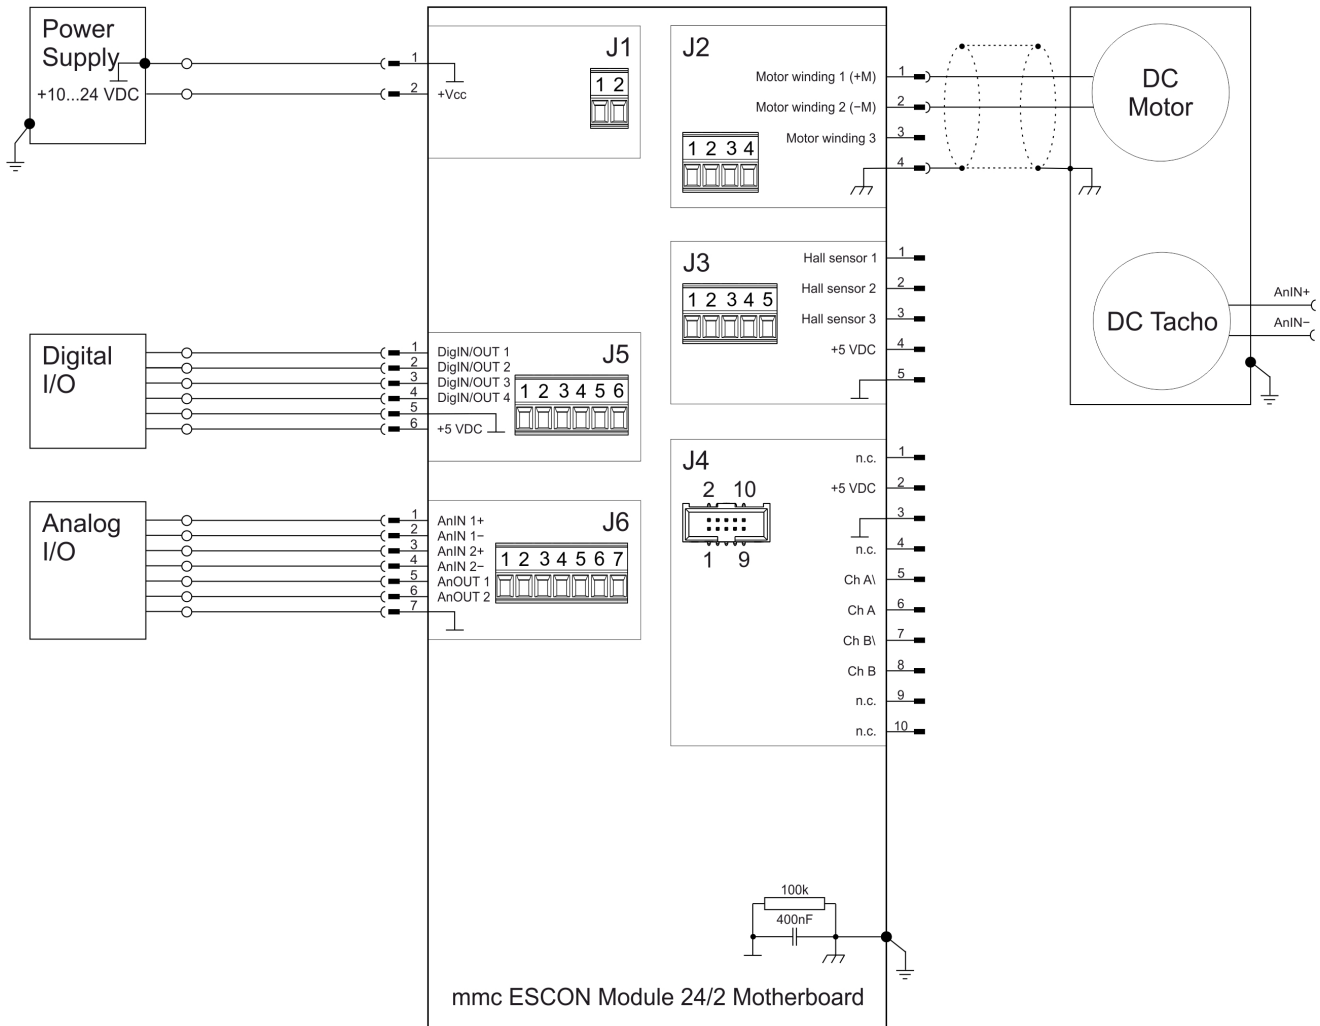 Power
Supply
+10...24 VDC
1
2
+Vcc
J1
1 2
J2
1 2 3 4
Motor winding 1 (+M)
1
Motor winding 2 (−M)
2
Motor winding 3
3
4
DC
Motor
J3
1 2 3 4 5
Hall sensor 1
1
Hall sensor 2
2
Hall sensor 3
3
+5 VDC
4
5
DC Tacho
AnIN+
AnIN−
Digital
I/O
1
DigIN/OUT 1
2
DigIN/OUT 2
3
DigIN/OUT 3
4
DigIN/OUT 4
5
6
+5 VDC
J5
1 2 3 4 5 6
J4
2 10
1 9
n.c.
1
+5 VDC
2
3
n.c.
4
Ch A\
5
Ch A
6
Ch B\
7
Ch B
8
n.c.
9
n.c.
10
Analog
I/O
1
AnIN 1+
2
AnIN 1−
3
AnIN 2+
4
AnIN 2−
5
AnOUT 1
6
AnOUT 2
7
J6
1 2 3 4 5 6 7
100k
400nF
mmc ESCON Module 24/2 Motherboard